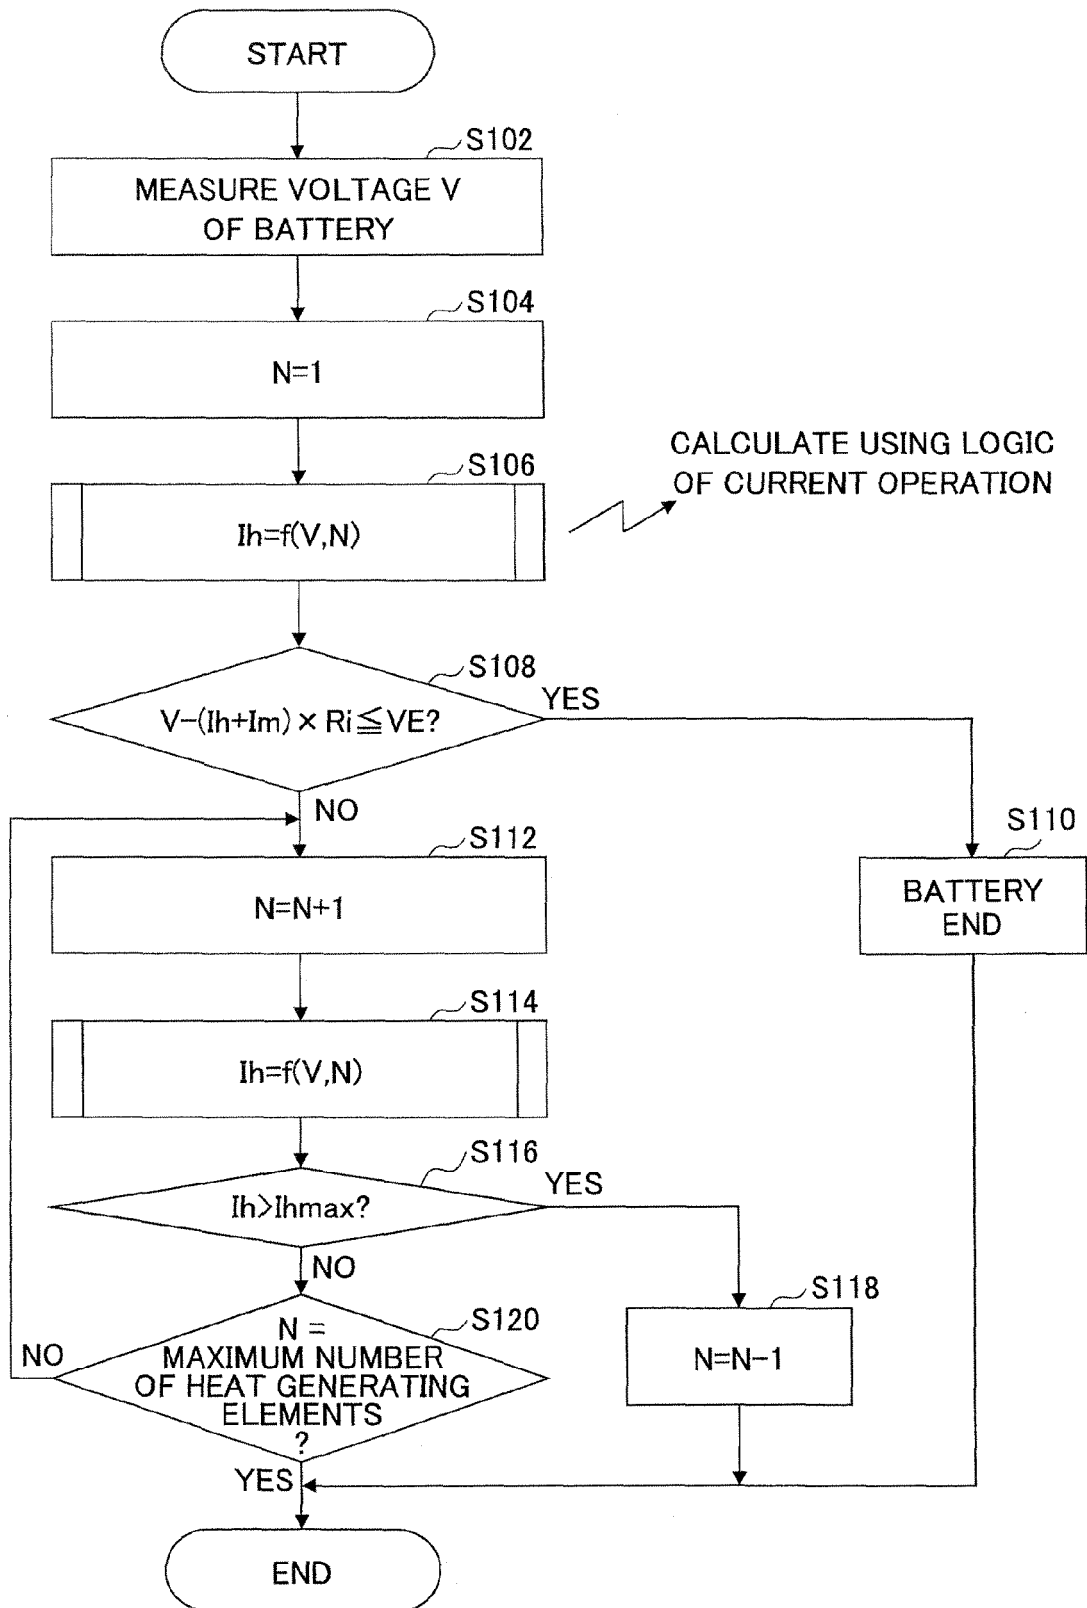 START
S102
MEASURE VOLTAGE V
OF BATTERY
S104
N=1
S106
Ih=f(V,N)
CALCULATE USING LOGIC
OF CURRENT OPERATION
S108
V-(Ih+Im) × Ri≦VE?
YES
NO
S110
BATTERY
END
S112
N=N+1
S114
Ih=f(V,N)
S116
Ih>Ihmax?
YES
NO
S118
N=N-1
S120
N =
MAXIMUM NUMBER
OF HEAT GENERATING
ELEMENTS
?
NO
YES
END